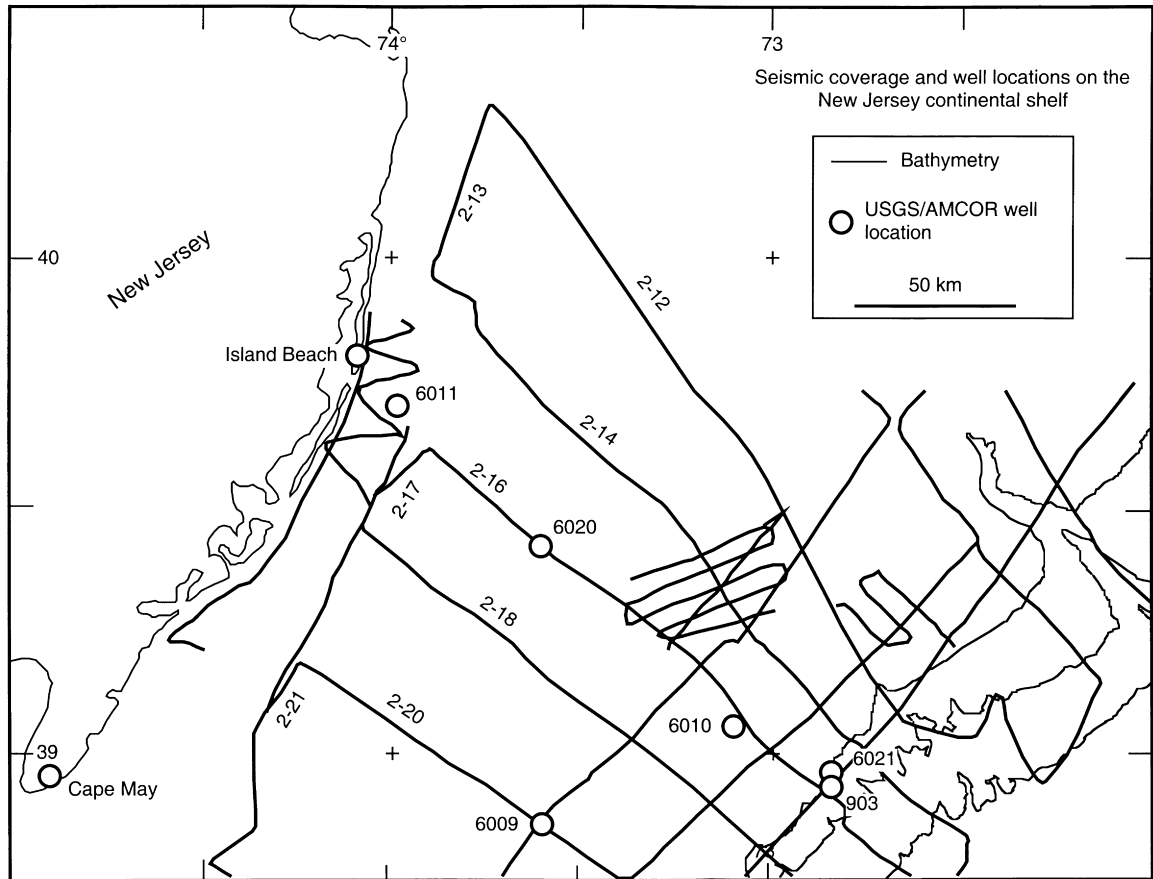 74°
73
Seismic coverage and well locations on the
New Jersey continental shelf
Bathymetry
USGS/AMCOR well
location
50 km
2-13
New Jersey
40
2-12
Island Beach
6011
2-14
2-16
2-17
6020
2-18
2-20
2-21
6010
39
6021
Cape May
903
6009